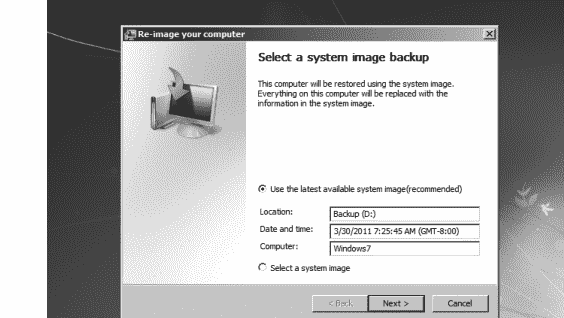 Re-image your computer
Select a system image backup
This computer will be restored using the system image.
Everything on this computer will be replaced with the
information in the system image.
Use the latest available system image(recommended)
Location: Backup (D:)
Date and time: 3/30/2011 7:25:45 AM (GMT-8:00)
Computer: Windows7
Select a system image
< Back Next > Cancel